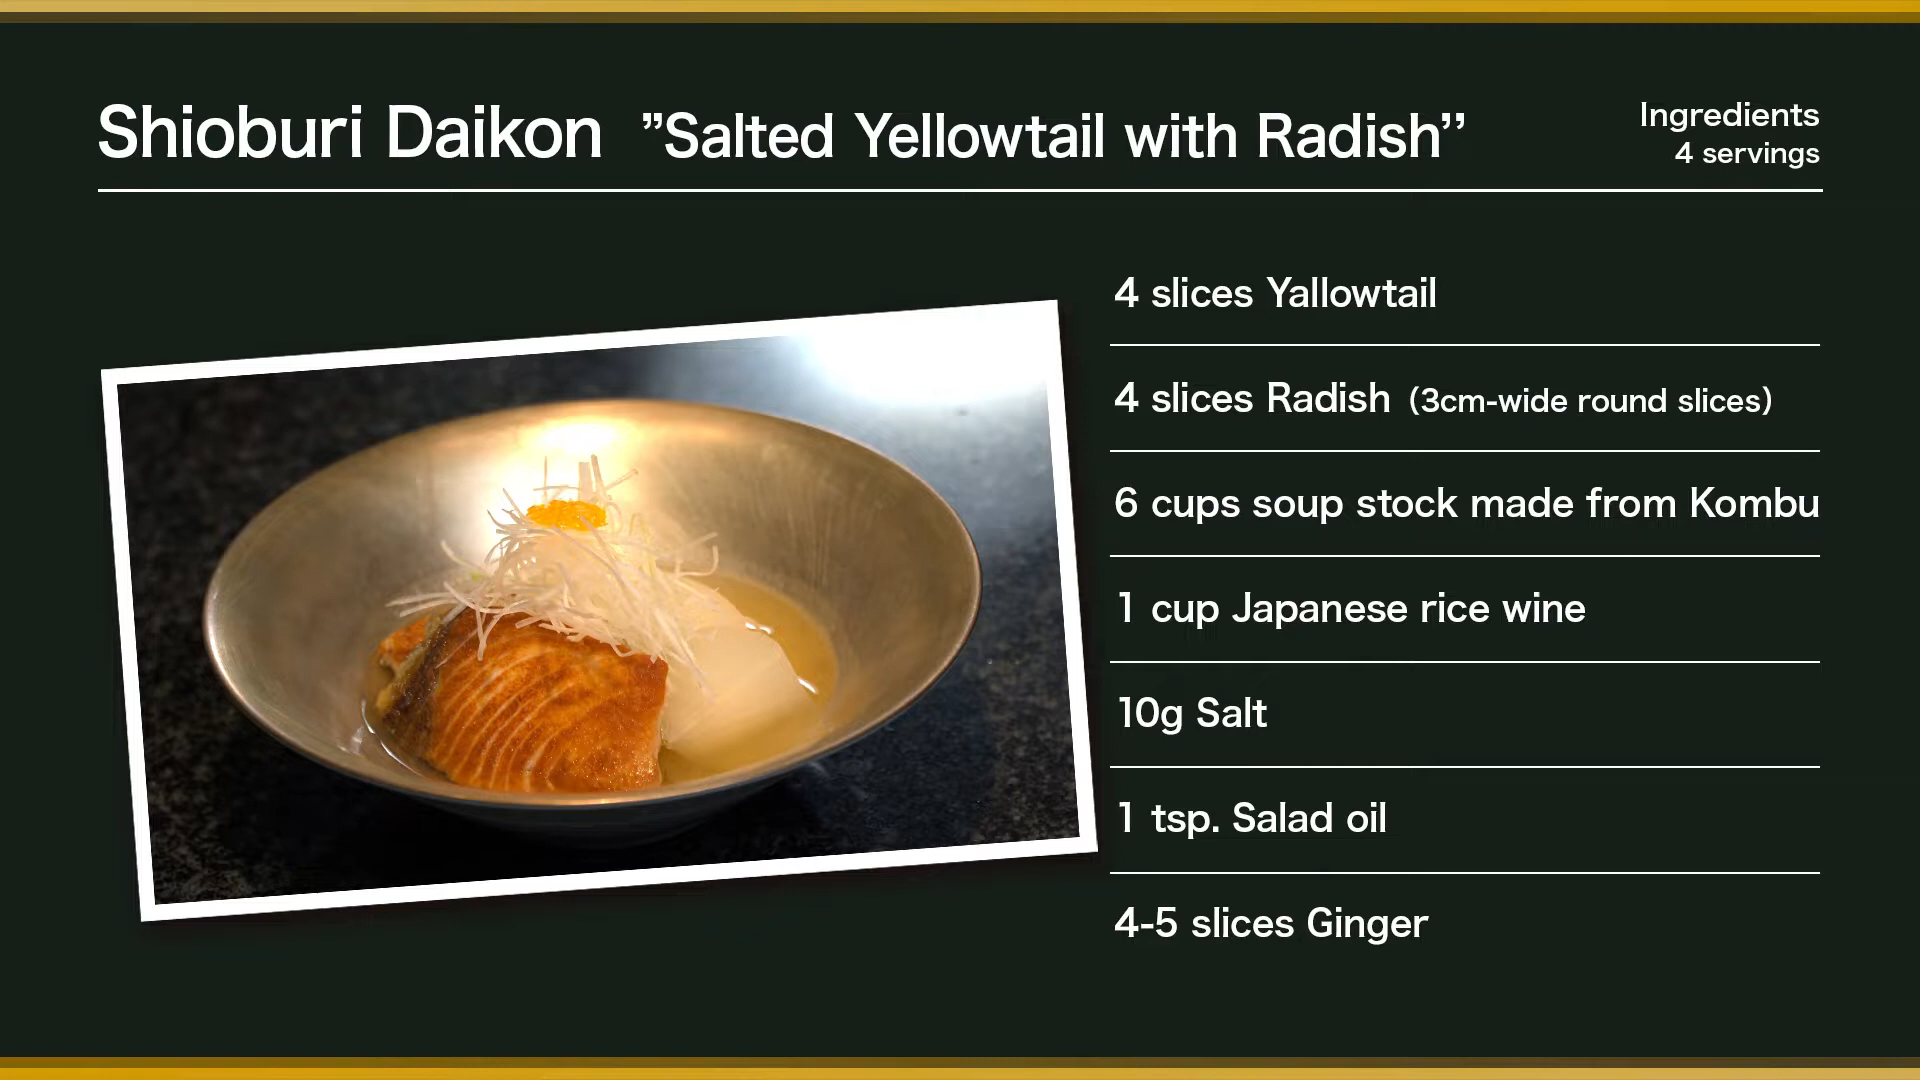 Shioburi Daikon ”Salted Yellowtail with Radish’’
Ingredients
4 servings
4 slices Yallowtail
4 slices Radish (3cm-wide round slices)
6 cups soup stock made from Kombu
1 cup Japanese rice wine
10g Salt
1 tsp. Salad oil
4-5 slices Ginger